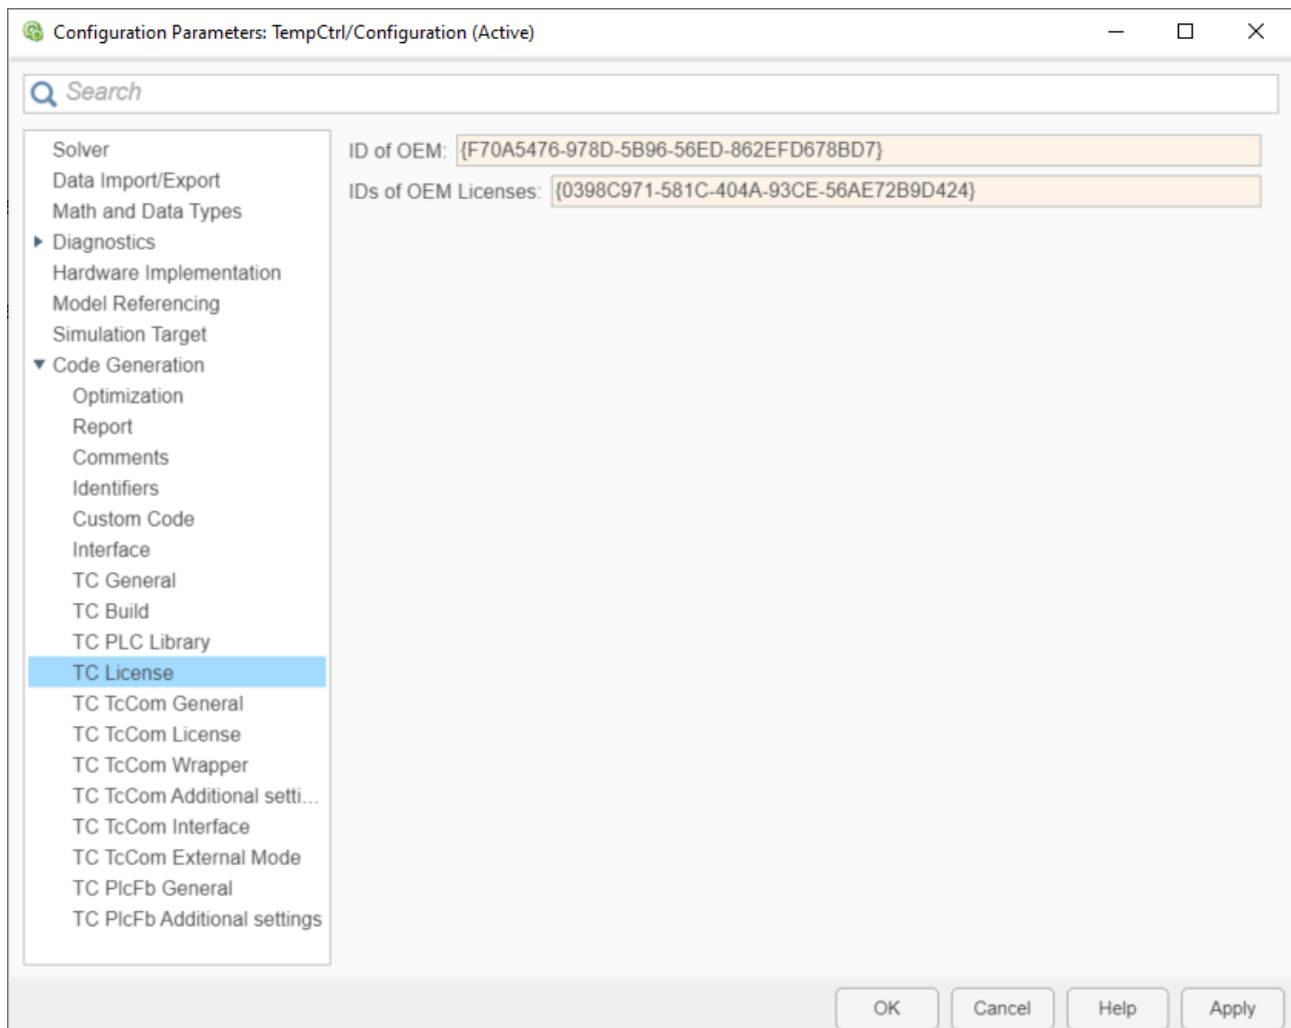 Configuration Parameters: TempCtrl/Configuration (Active)
Search
Solver
Data Import/Export
Math and Data Types
Diagnostics
Hardware Implementation
Model Referencing
Simulation Target
Code Generation
Optimization
Report
Comments
Identifiers
Custom Code
Interface
TC General
TC Build
TC PLC Library
TC License
TC TcCom General
TC TcCom License
TC TcCom Wrapper
TC TcCom Additional setti...
TC TcCom Interface
TC TcCom External Mode
TC PlcFb General
TC PlcFb Additional settings
ID of OEM: {F70A5476-978D-5B96-56ED-862EFD678BD7}
IDs of OEM Licenses: {0398C971-581C-404A-93CE-56AE72B9D424}
OK Cancel Help Apply